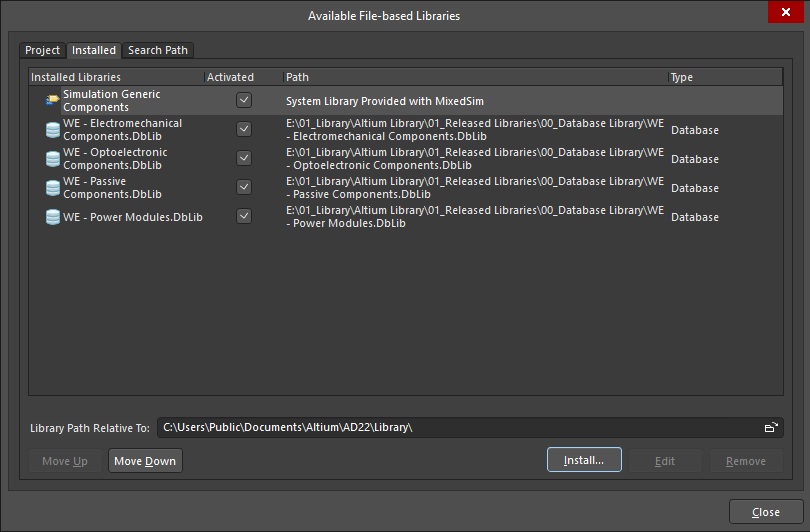 Available File-based Libraries
Project Installed Search Path
Installed Libraries Activated Path Type
Simulation Generic
Components
System Library Provided with MixedSim
WE - Electromechanical
Components.DbLib
E:\01_Library\Altium Library\01_Released Libraries\00_Database Library\WE
- Electromechanical Components.DbLib
Database
WE - Optoelectronic
Components.DbLib
E:\01_Library\Altium Library\01_Released Libraries\00_Database Library\WE
- Optoelectronic Components.DbLib
Database
WE - Passive
Components.DbLib
E:\01_Library\Altium Library\01_Released Libraries\00_Database Library\WE
- Passive Components.DbLib
Database
WE - Power Modules.DbLib
E:\01_Library\Altium Library\01_Released Libraries\00_Database Library\WE
- Power Modules.DbLib
Database
Library Path Relative To: C:\Users\Public\Documents\Altium\AD22\Library\
Move Up Move Down Install... Edit Remove
Close